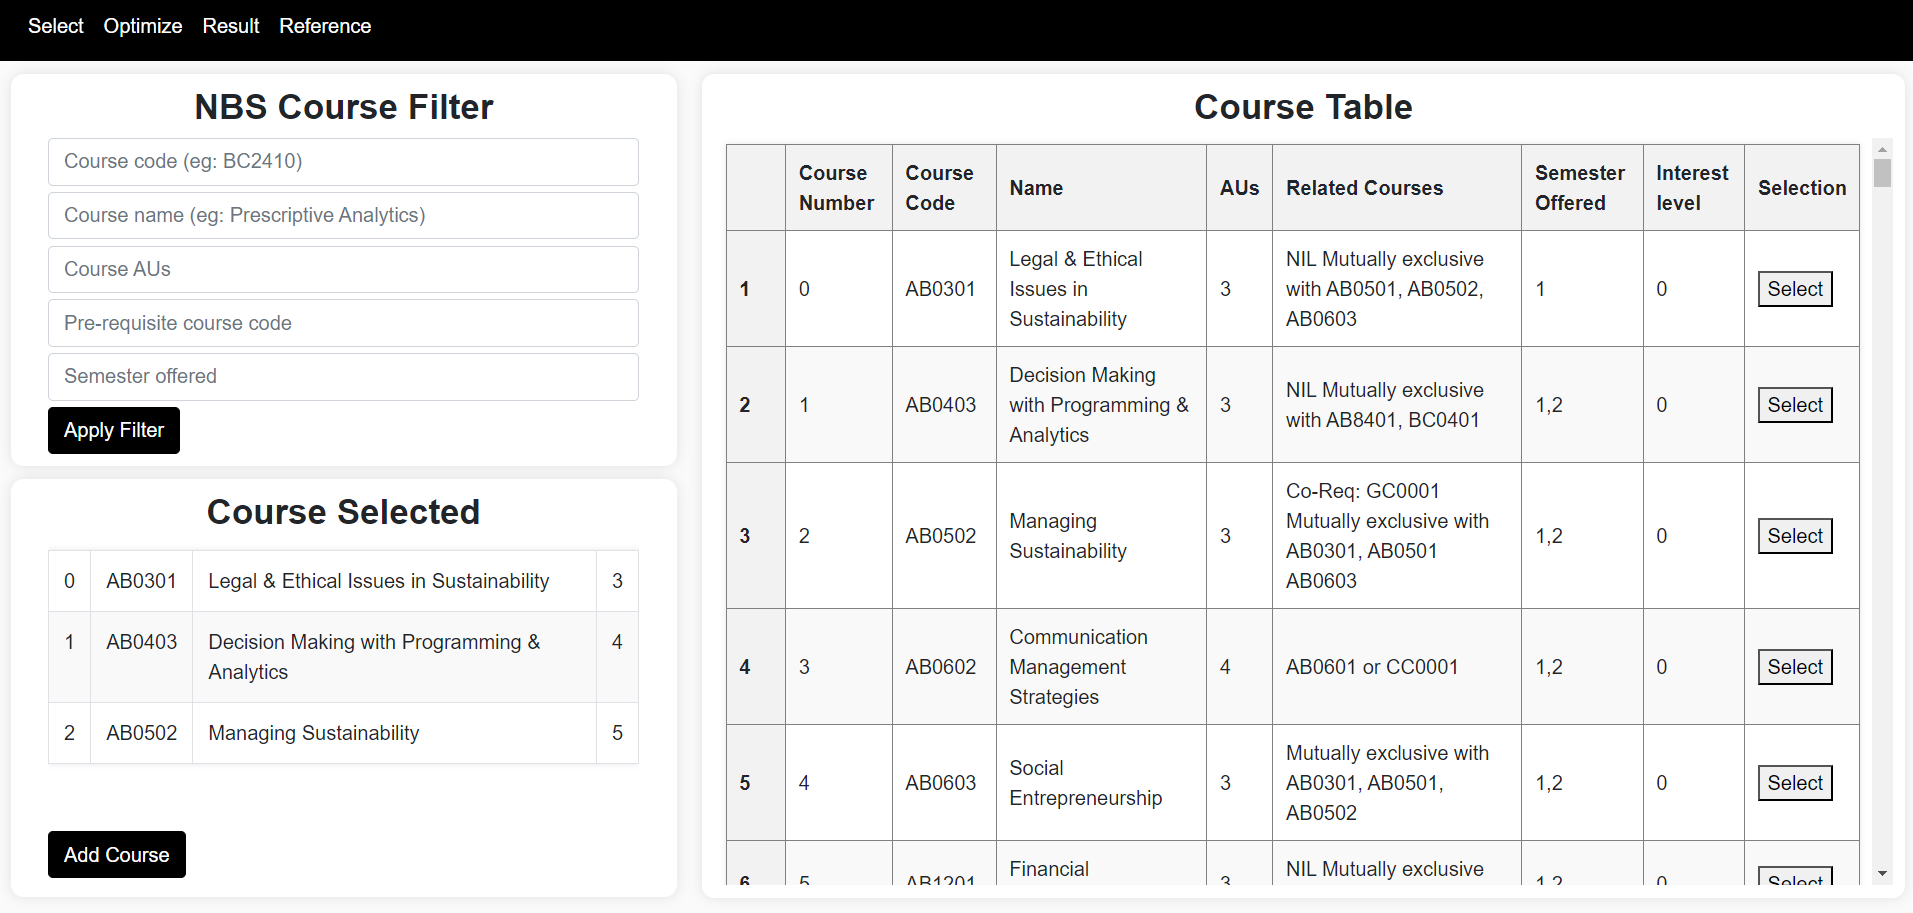 Select Optimize Result Reference
NBS Course Filter
Course code (eg: BC2410)
Course name (eg: Prescriptive Analytics)
Course AUs
Pre-requisite course code
Semester offered
Apply Filter
Course Selected
0 AB0301 Legal & Ethical Issues in Sustainability 3
1 AB0403 Decision Making with Programming & 4
Analytics
2 AB0502 Managing Sustainability 5
Add Course
Course Table
Course Number
Course Code
Name
AUs
Related Courses
Semester Offered
Interest level
Selection
1
0
AB0301
Legal & Ethical
Issues in
Sustainability
3
NIL Mutually exclusive
with AB0501, AB0502,
AB0603
1
0
Select
2
1
AB0403
Decision Making
with Programming &
Analytics
3
NIL Mutually exclusive
with AB8401, BC0401
1,2
0
Select
3
2
AB0502
Managing
Sustainability
3
Co-Req: GC0001
Mutually exclusive with
AB0301, AB0501
AB0603
1,2
0
Select
4
3
AB0602
Communication
Management
Strategies
4
AB0601 or CC0001
1,2
0
Select
5
4
AB0603
Social
Entrepreneurship
3
Mutually exclusive with
AB0301, AB0501,
AB0502
1,2
0
Select
6
5
AB1201
Financial
3
NIL Mutually exclusive
1,2
0
Select